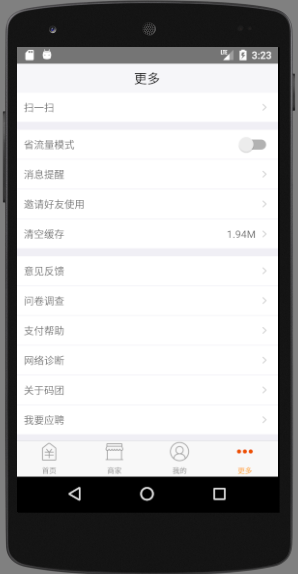 LTE 3:23
更多
扫一扫
省流量模式
消息提醒
邀请好友使用
清空缓存 1.94M
意见反馈
问卷调查
支付帮助
网络诊断
关于码团
我要应聘
首页 商家 我的 更多